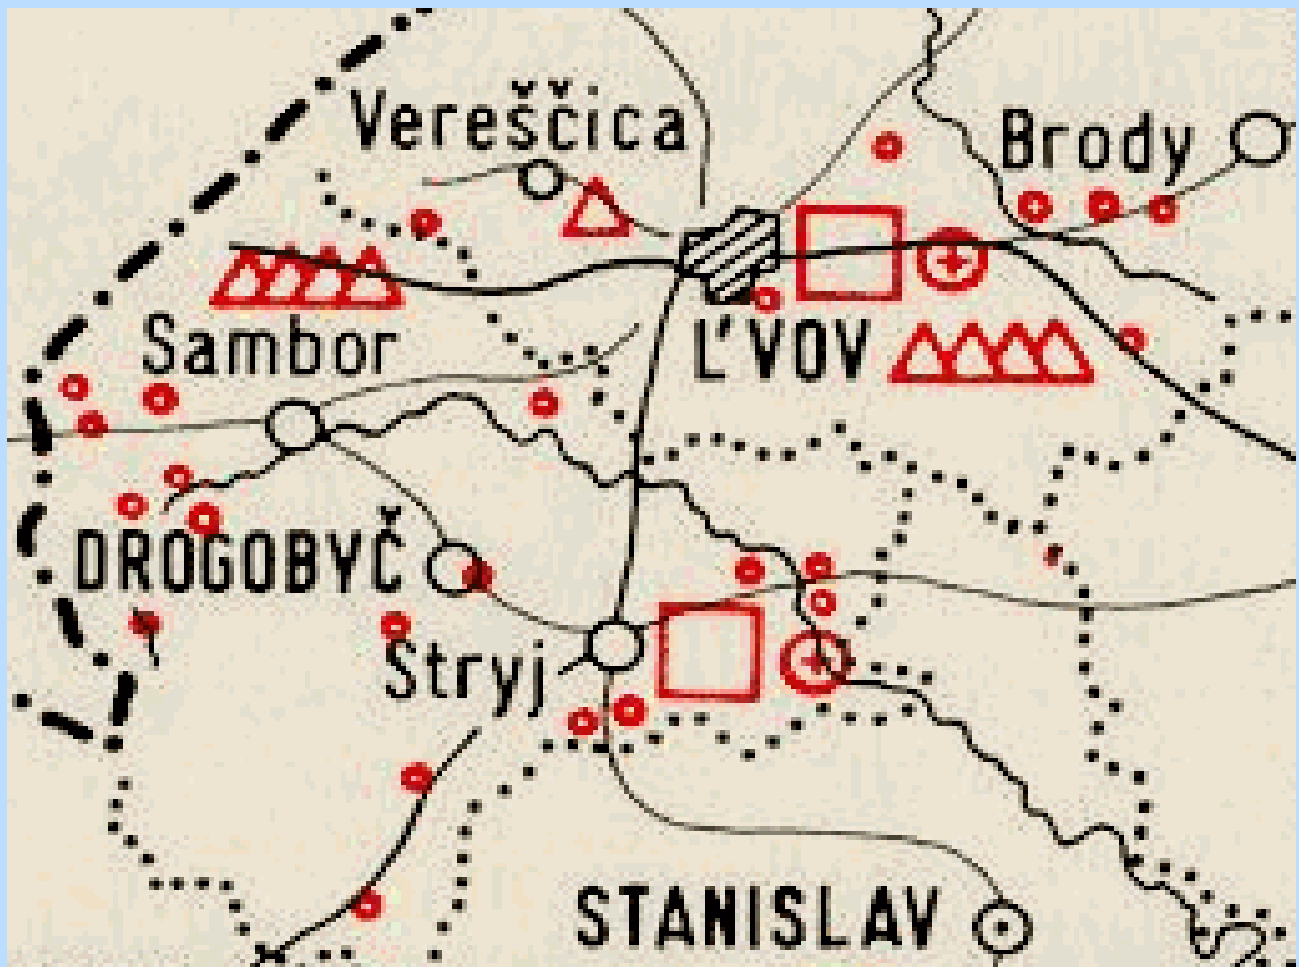 Vereščica
Brody
Sambor
L'VOV
DROGOBYČ
Stryj
STANISLAV